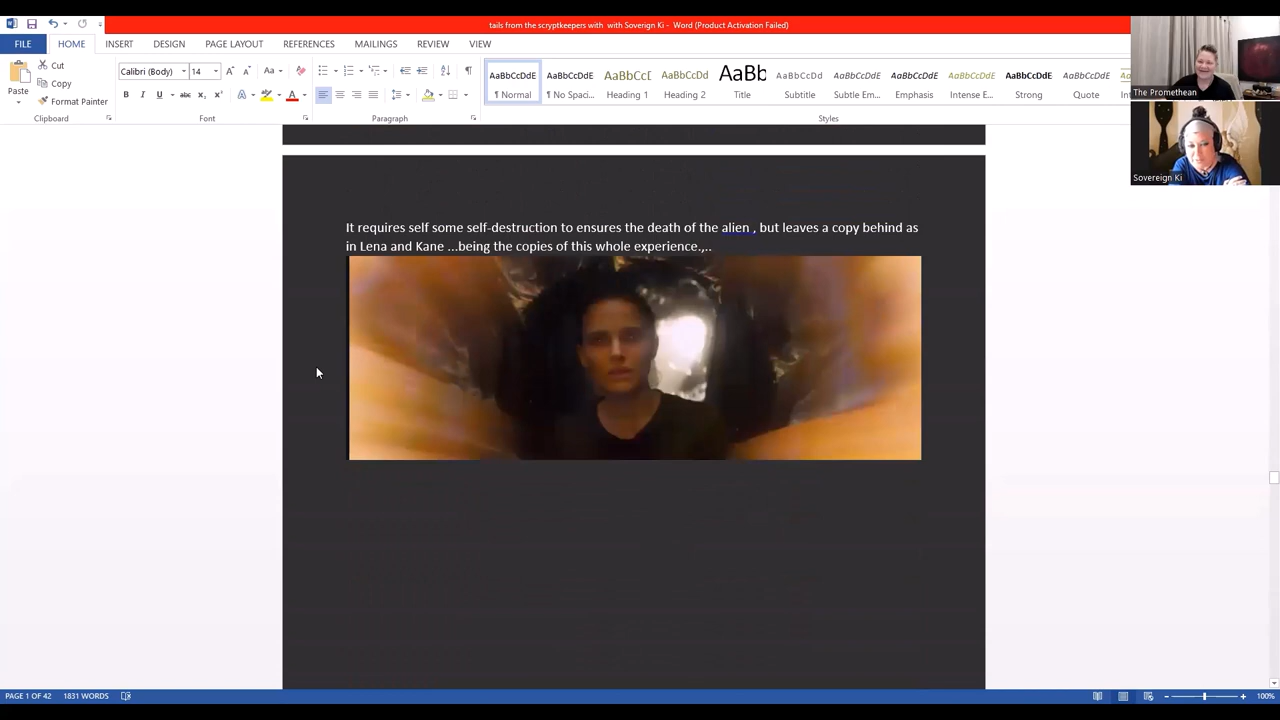 tails from the scryptkeepers with with Soverign Ki - Word (Product Activation Failed)
FILE HOME INSERT DESIGN PAGE LAYOUT REFERENCES MAILINGS REVIEW VIEW
Paste
Cut
Copy
Format Painter
Clipboard
Calibri (Body) 14
Aa
B I U abc X₂ X² A A
Font
Paragraph
AaBbCcDdE AaBbCcDdE AaBbCcI AaBbCcDd AaBb AaBbCcDd AaBbCcDdE AaBbCcDdE AaBbCcDdE AaBbCcDdE AaBbCcDdE
¶ Normal ¶ No Spaci... Heading 1 Heading 2 Title Subtitle Subtle Em... Emphasis Intense E... Strong Quote
Styles
The Promethean
Sovereign Ki
It requires self some self-destruction to ensures the death of the alien , but leaves a copy behind as
in Lena and Kane ...being the copies of this whole experience.,..
PAGE 1 OF 42 1831 WORDS 100%